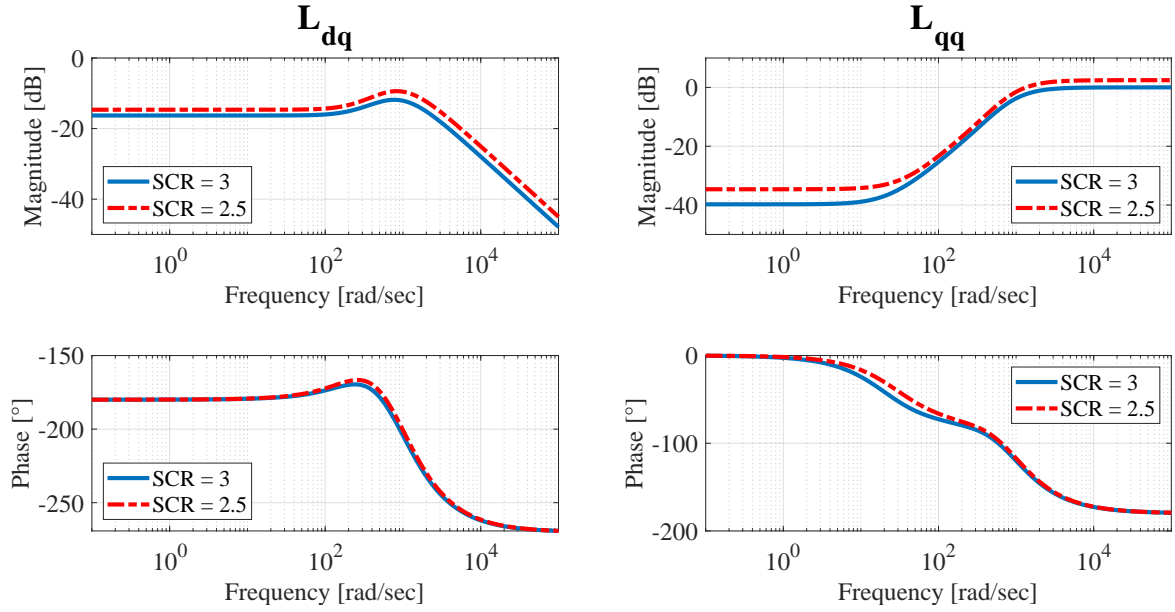 L_dq
L_qq
0
-20
-40
Magnitude [dB]
SCR = 3
SCR = 2.5
10^0
10^2
10^4
Frequency [rad/sec]
0
-20
-40
Magnitude [dB]
SCR = 3
SCR = 2.5
10^0
10^2
10^4
Frequency [rad/sec]
-150
-200
-250
Phase [°]
SCR = 3
SCR = 2.5
10^0
10^2
10^4
Frequency [rad/sec]
0
-100
-200
Phase [°]
SCR = 3
SCR = 2.5
10^0
10^2
10^4
Frequency [rad/sec]